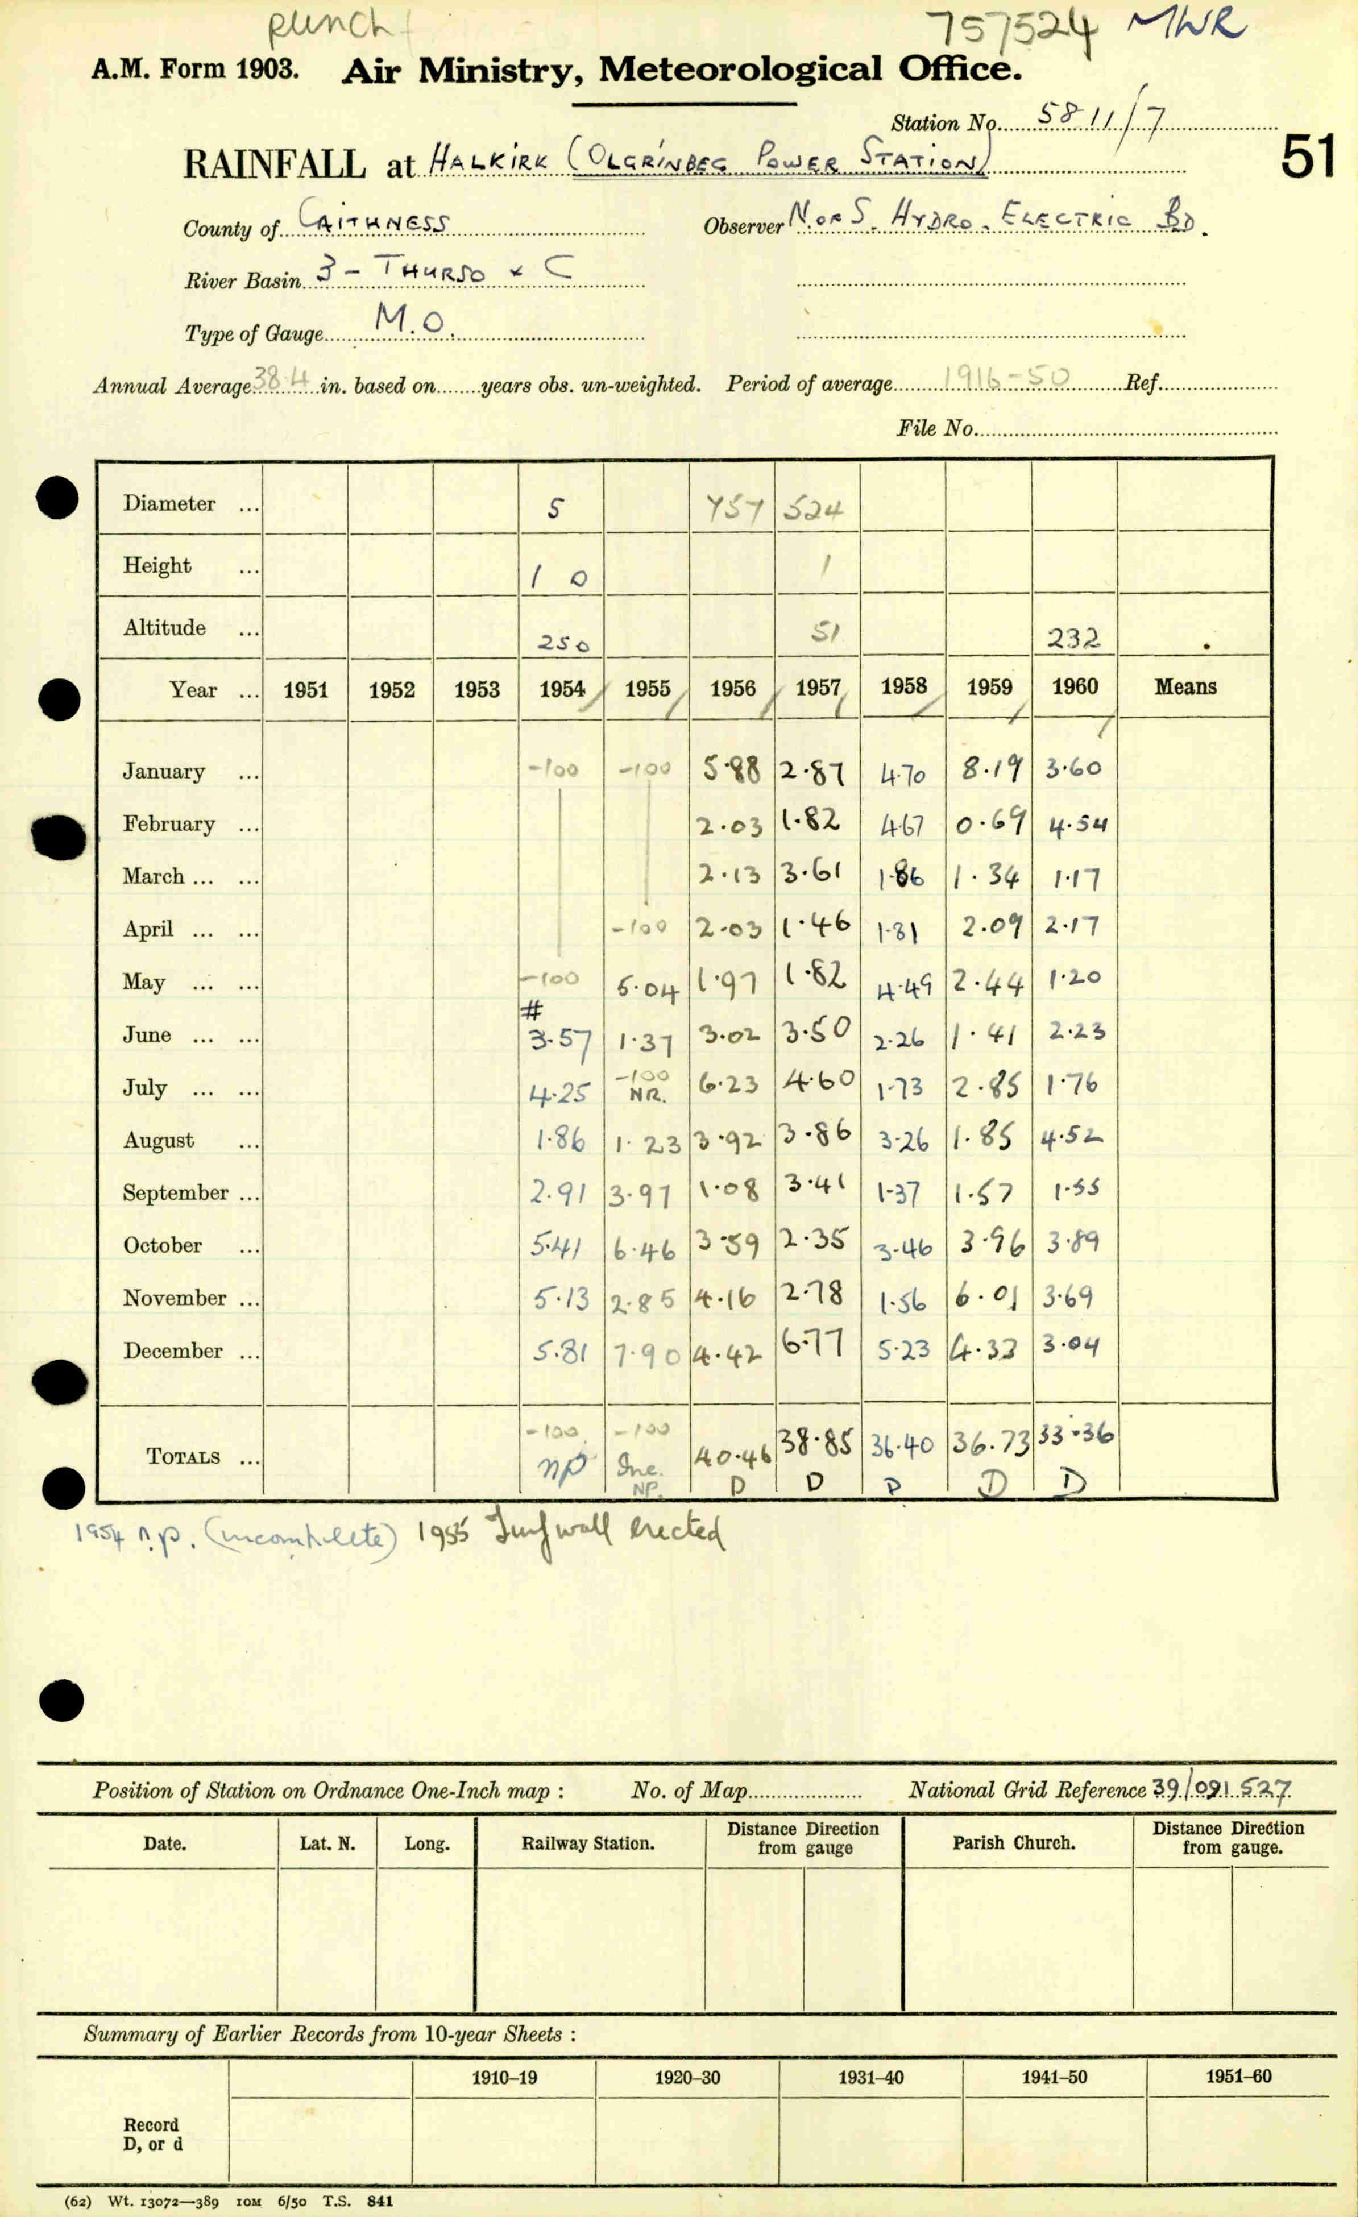 punch
757524 MWR
A.M. Form 1903. Air Ministry, Meteorological Office.
Station No. 5811/7
51
RAINFALL at HALKIRK (OLGRINBEG POWER STATION)
County of CAITHNESS Observer N. OF S. HYDRO. ELECTRIC BD.
River Basin 3 - THURSO & C
Type of Gauge M.O.
Annual Average 38.4 in. based on years obs. un-weighted. Period of average 1916-50 Ref.
File No.
Diameter ... 5 757 524
Height ... 1 0 1
Altitude ... 250 51 232
Year ... 1951 1952 1953 1954 1955 1956 1957 1958 1959 1960 Means
January ... -100 -100 5.88 2.87 4.70 8.19 3.60
February ... 2.03 1.82 4.67 0.69 4.54
March ... ... 2.13 3.61 1.86 1.34 1.17
April ... ... -100 2.03 1.46 1.81 2.09 2.17
May ... ... -100 5.04 1.97 1.82 4.49 2.44 1.20
June ... ... # 3.57 1.37 3.02 3.50 2.26 1.41 2.23
July ... ... 4.25 -100 NR. 6.23 4.60 1.73 2.85 1.76
August ... 1.86 1.23 3.92 3.86 3.26 1.85 4.52
September ... 2.91 3.97 1.08 3.41 1.37 1.57 1.55
October ... 5.41 6.46 3.59 2.35 3.46 3.96 3.89
November ... 5.13 2.85 4.16 2.78 1.56 6.01 3.69
December ... 5.81 7.90 4.42 6.77 5.23 4.33 3.04
-100 -100
TOTALS ... np Inc. 40.46 38.85 36.40 36.73 33.36
NP. D D D D D
1954 n.p. (incomplete) 1955 Turf wall erected
Position of Station on Ordnance One-Inch map : No. of Map National Grid Reference 39/091527
Date. Lat. N. Long. Railway Station. Distance Direction from gauge Parish Church. Distance Direction from gauge.
Summary of Earlier Records from 10-year Sheets :
1910–19 1920–30 1931–40 1941–50 1951–60
Record
D, or d
(62) Wt. 13072—389 10M 6/50 T.S. 841